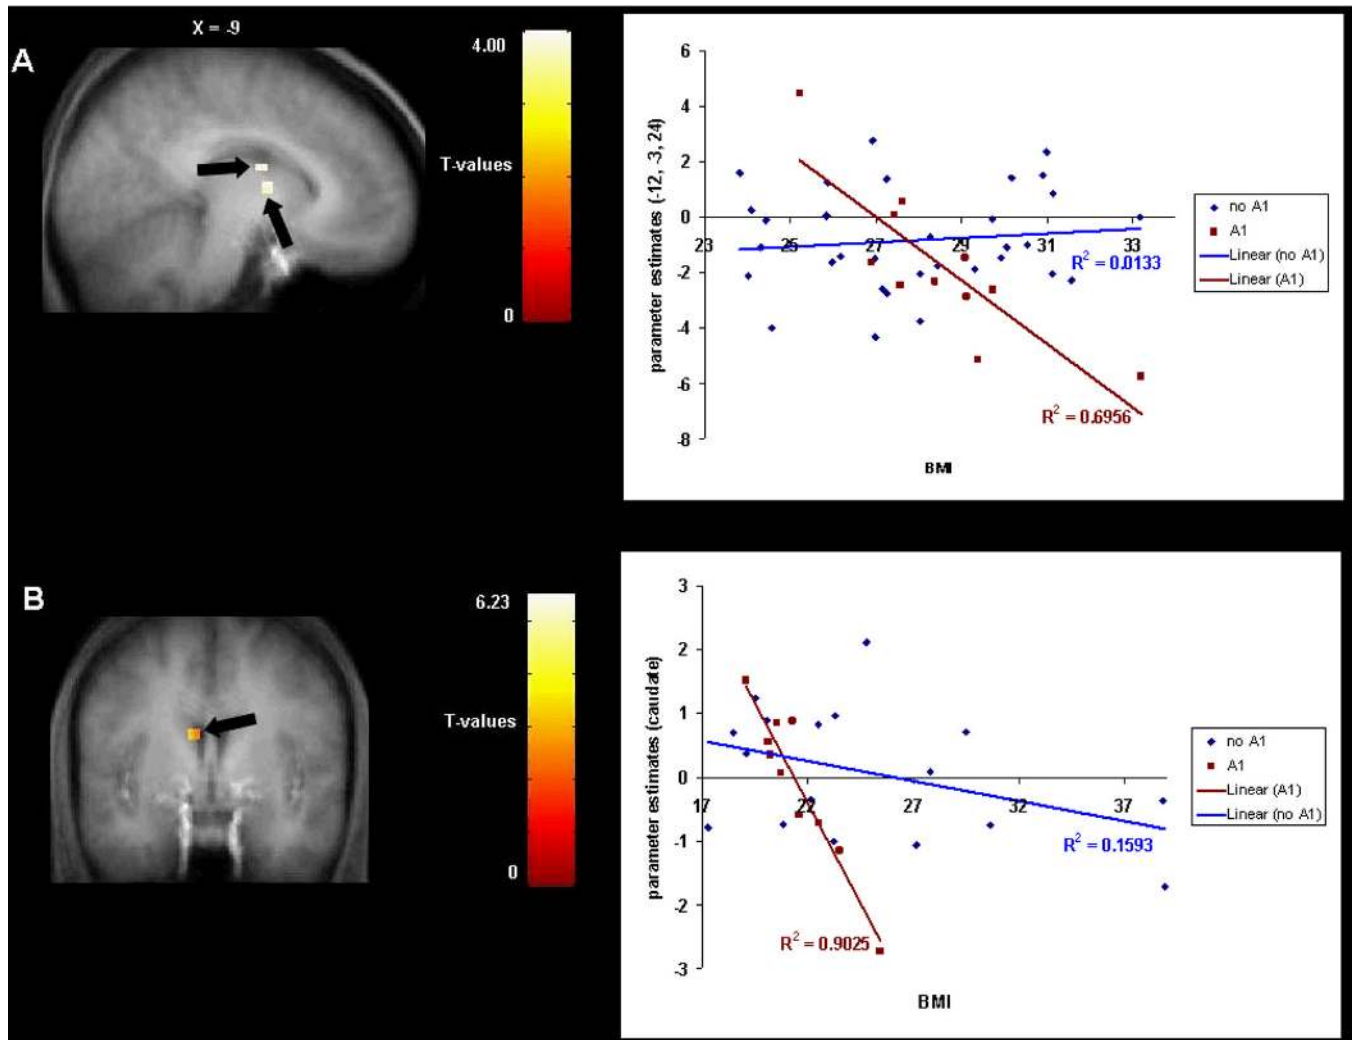 X = -9
A
4.00
T-values
0
6
4
2
0
-2
-4
-6
-8
23
25
27
29
31
33
parameter estimates (-12, -3, 24)
BMI
R² = 0.0133
R² = 0.6956
no A1
A1
Linear (no A1)
Linear (A1)
B
6.23
T-values
0
3
2
1
0
-1
-2
-3
17
22
27
32
37
parameter estimates (caudate)
BMI
R² = 0.1593
R² = 0.9025
no A1
A1
Linear (A1)
Linear (no A1)